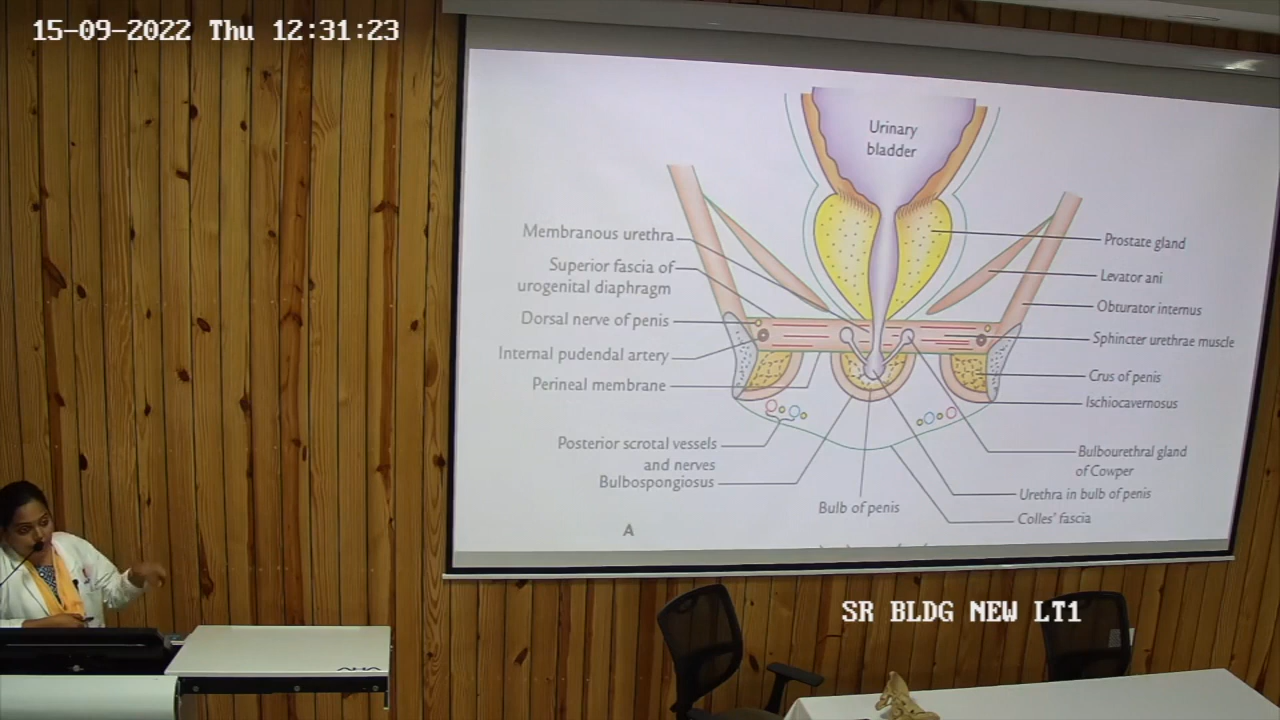 15-09-2022 Thu 12:31:23
Urinary
bladder
Membranous urethra
Superior fascia of
urogenital diaphragm
Dorsal nerve of penis
Internal pudendal artery
Perineal membrane
Posterior scrotal vessels
and nerves
Bulbospongiosus
Bulb of penis
A
Prostate gland
Levator ani
Obturator internus
Sphincter urethrae muscle
Crus of penis
Ischiocavernosus
Bulbourethral gland
of Cowper
Urethra in bulb of penis
Colles' fascia
SR BLDG NEW LT1